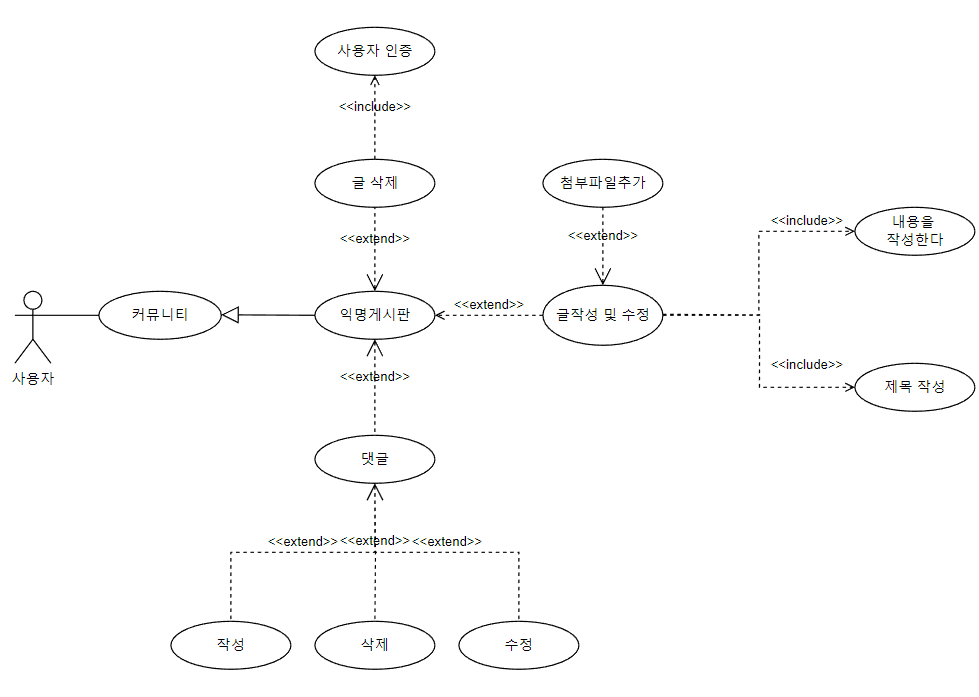 사용자 인증
<<include>>
글 삭제
첨부파일추가
<<include>>
내용을
작성한다
<<extend>>
<<extend>>
커뮤니티
익명게시판
<<extend>>
글작성 및 수정
사용자
<<extend>>
<<include>>
제목 작성
댓글
<<extend>>
<<extend>>
<<extend>>
작성
삭제
수정